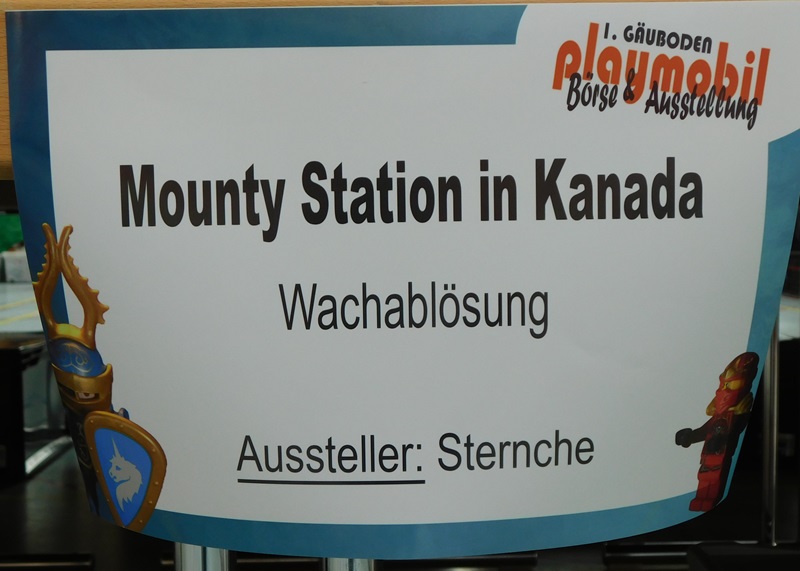 1. GÄUBODEN
playmobil
Börse & Ausstellung
Mounty Station in Kanada
Wachablösung
Aussteller: Sternche